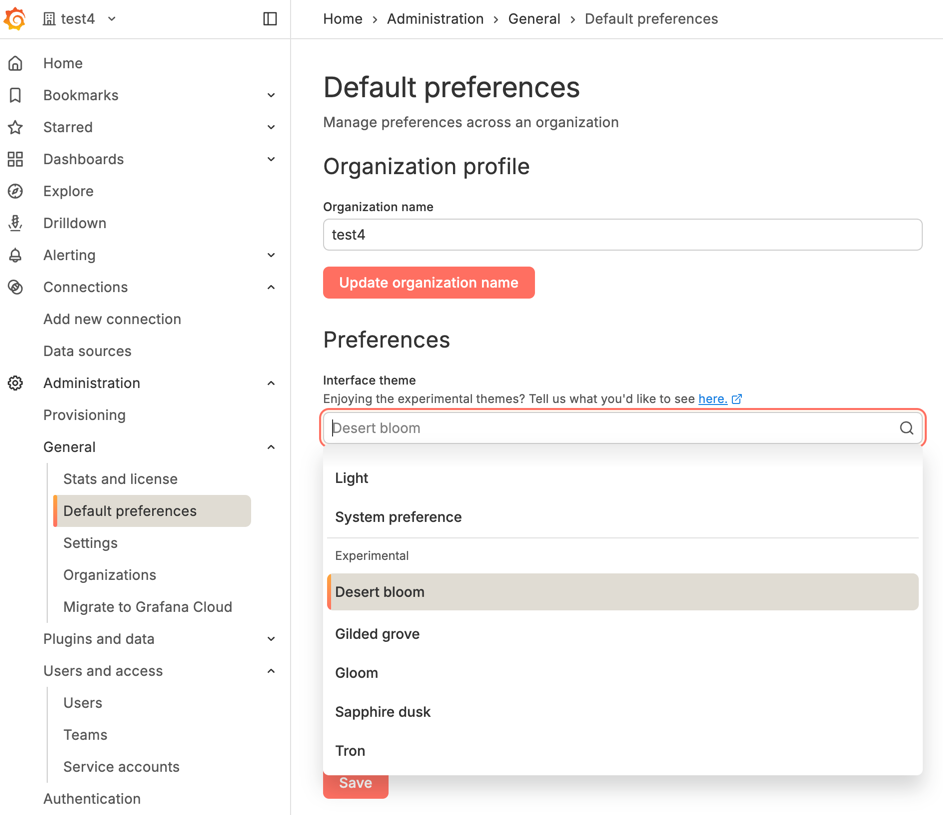 test4
Home › Administration › General › Default preferences
Home
Bookmarks
Starred
Dashboards
Explore
Drilldown
Alerting
Connections
Add new connection
Data sources
Administration
Provisioning
General
Stats and license
Default preferences
Settings
Organizations
Migrate to Grafana Cloud
Plugins and data
Users and access
Users
Teams
Service accounts
Authentication
Default preferences
Manage preferences across an organization
Organization profile
Organization name
test4
Update organization name
Preferences
Interface theme
Enjoying the experimental themes? Tell us what you'd like to see here.
Desert bloom
Light
System preference
Experimental
Desert bloom
Gilded grove
Gloom
Sapphire dusk
Tron
Save